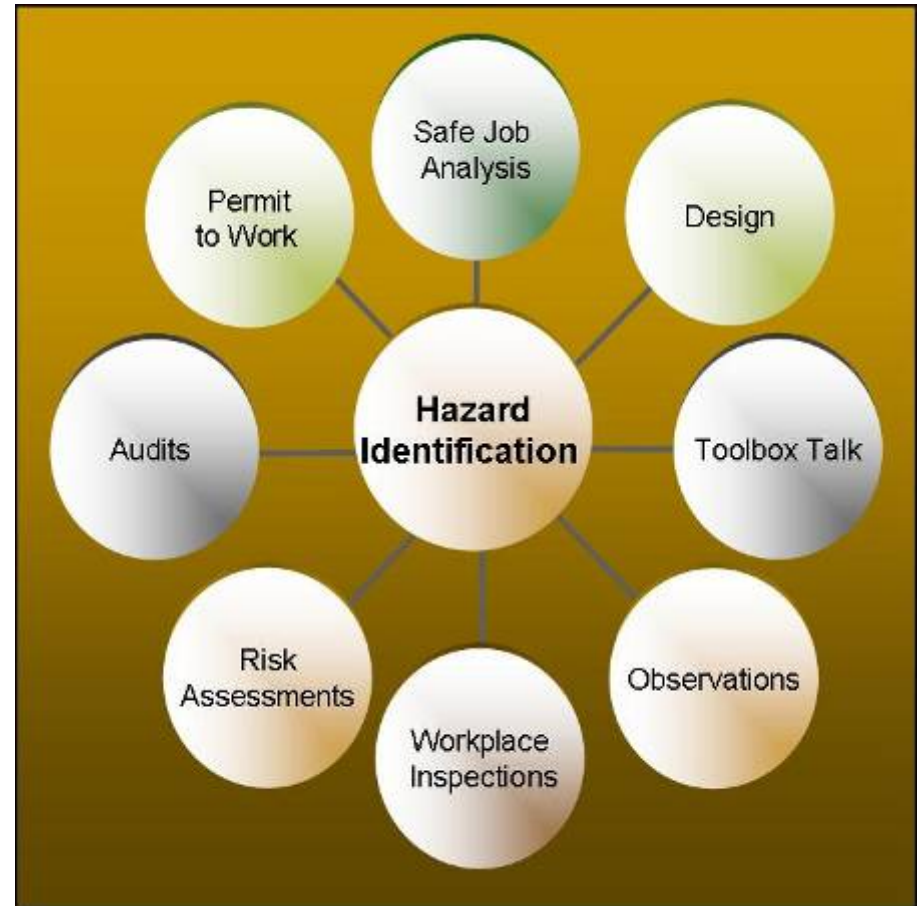 Safe Job
Analysis
Permit
to Work
Design
Hazard
Identification
Audits
Toolbox Talk
Risk
Assessments
Observations
Workplace
Inspections